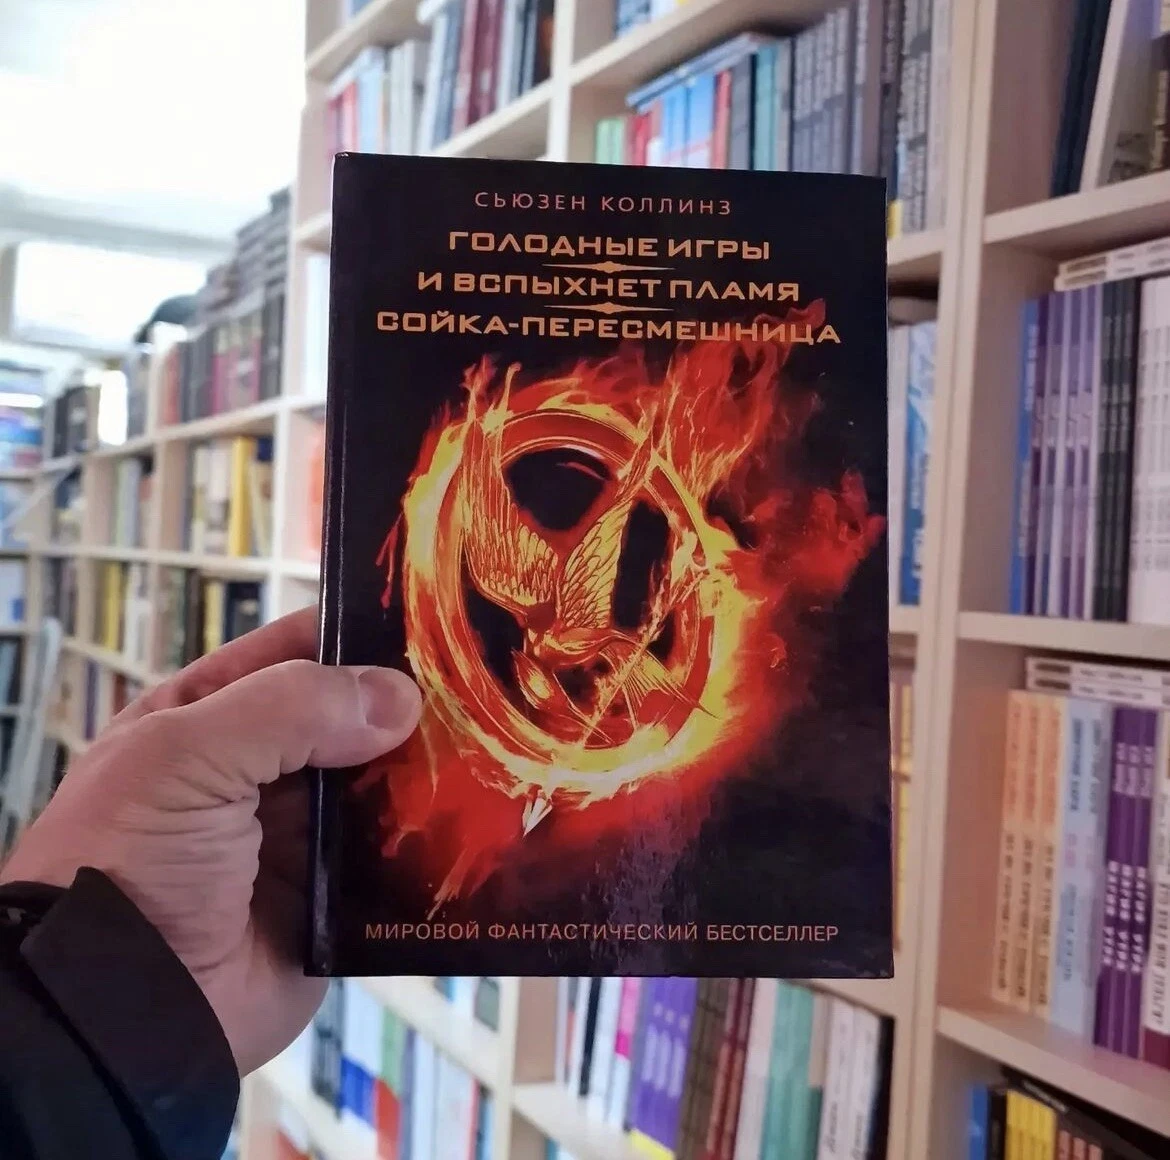 СЬЮЗЕН КОЛЛИНЗ
ГОЛОДНЫЕ ИГРЫ
И ВСПЫХНЕТ ПЛАМЯ
СОЙКА-ПЕРЕСМЕШНИЦА
МИРОВОЙ ФАНТАСТИЧЕСКИЙ БЕСТСЕЛЛЕР